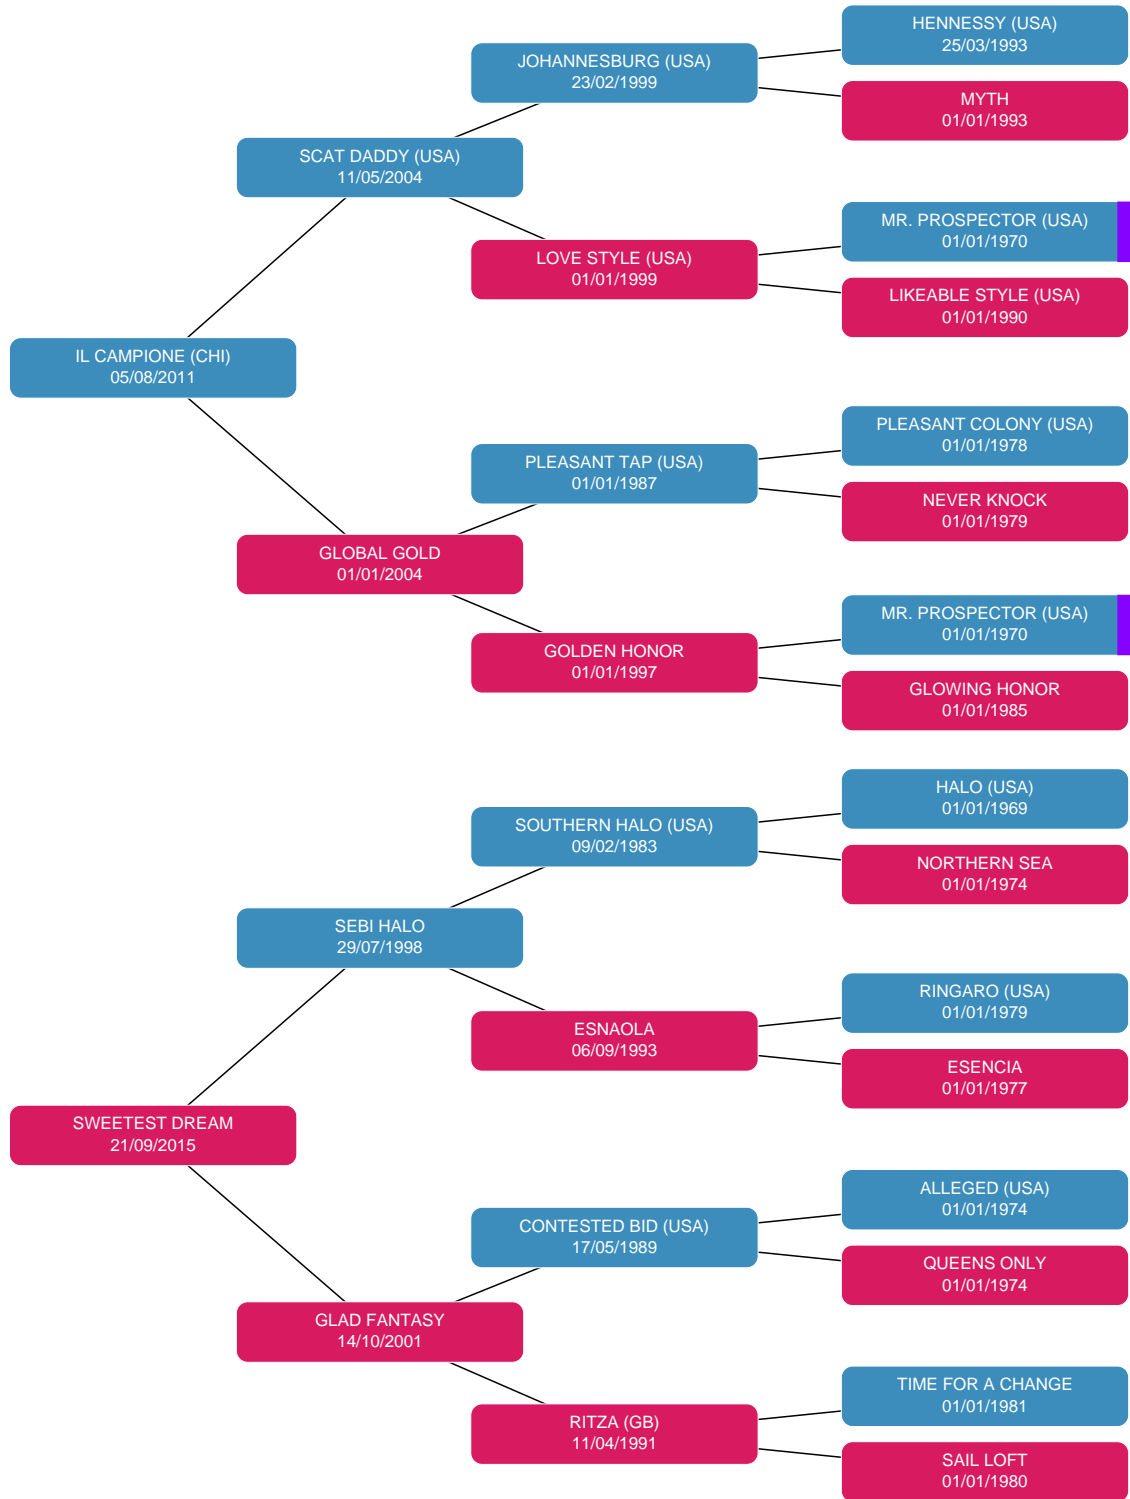 HENNESSY (USA)
25/03/1993
JOHANNESBURG (USA)
23/02/1999
MYTH
01/01/1993
SCAT DADDY (USA)
11/05/2004
MR. PROSPECTOR (USA)
01/01/1970
LOVE STYLE (USA)
01/01/1999
LIKEABLE STYLE (USA)
01/01/1990
IL CAMPIONE (CHI)
05/08/2011
PLEASANT COLONY (USA)
01/01/1978
PLEASANT TAP (USA)
01/01/1987
NEVER KNOCK
01/01/1979
GLOBAL GOLD
01/01/2004
MR. PROSPECTOR (USA)
01/01/1970
GOLDEN HONOR
01/01/1997
GLOWING HONOR
01/01/1985
HALO (USA)
01/01/1969
SOUTHERN HALO (USA)
09/02/1983
NORTHERN SEA
01/01/1974
SEBI HALO
29/07/1998
RINGARO (USA)
01/01/1979
ESNAOLA
06/09/1993
ESENCIA
01/01/1977
SWEETEST DREAM
21/09/2015
ALLEGED (USA)
01/01/1974
CONTESTED BID (USA)
17/05/1989
QUEENS ONLY
01/01/1974
GLAD FANTASY
14/10/2001
TIME FOR A CHANGE
01/01/1981
RITZA (GB)
11/04/1991
SAIL LOFT
01/01/1980